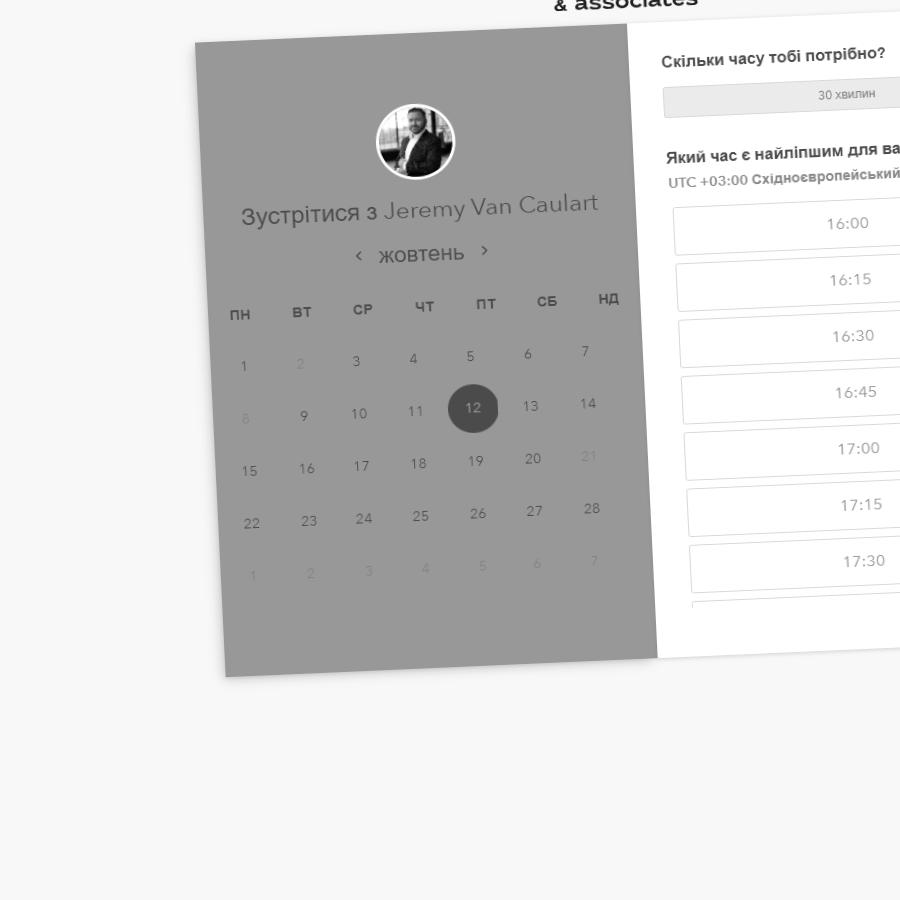 & associates
Зустрітися з Jeremy Van Caulart
‹ жовтень ›
ПН ВТ СР ЧТ ПТ СБ НД
1 2 3 4 5 6 7
8 9 10 11 12 13 14
15 16 17 18 19 20 21
22 23 24 25 26 27 28
1 2 3 4 5 6 7
Скільки часу тобі потрібно?
30 хвилин
Який час є найліпшим для ва
UTC +03:00 Східноєвропейський
16:00
16:15
16:30
16:45
17:00
17:15
17:30